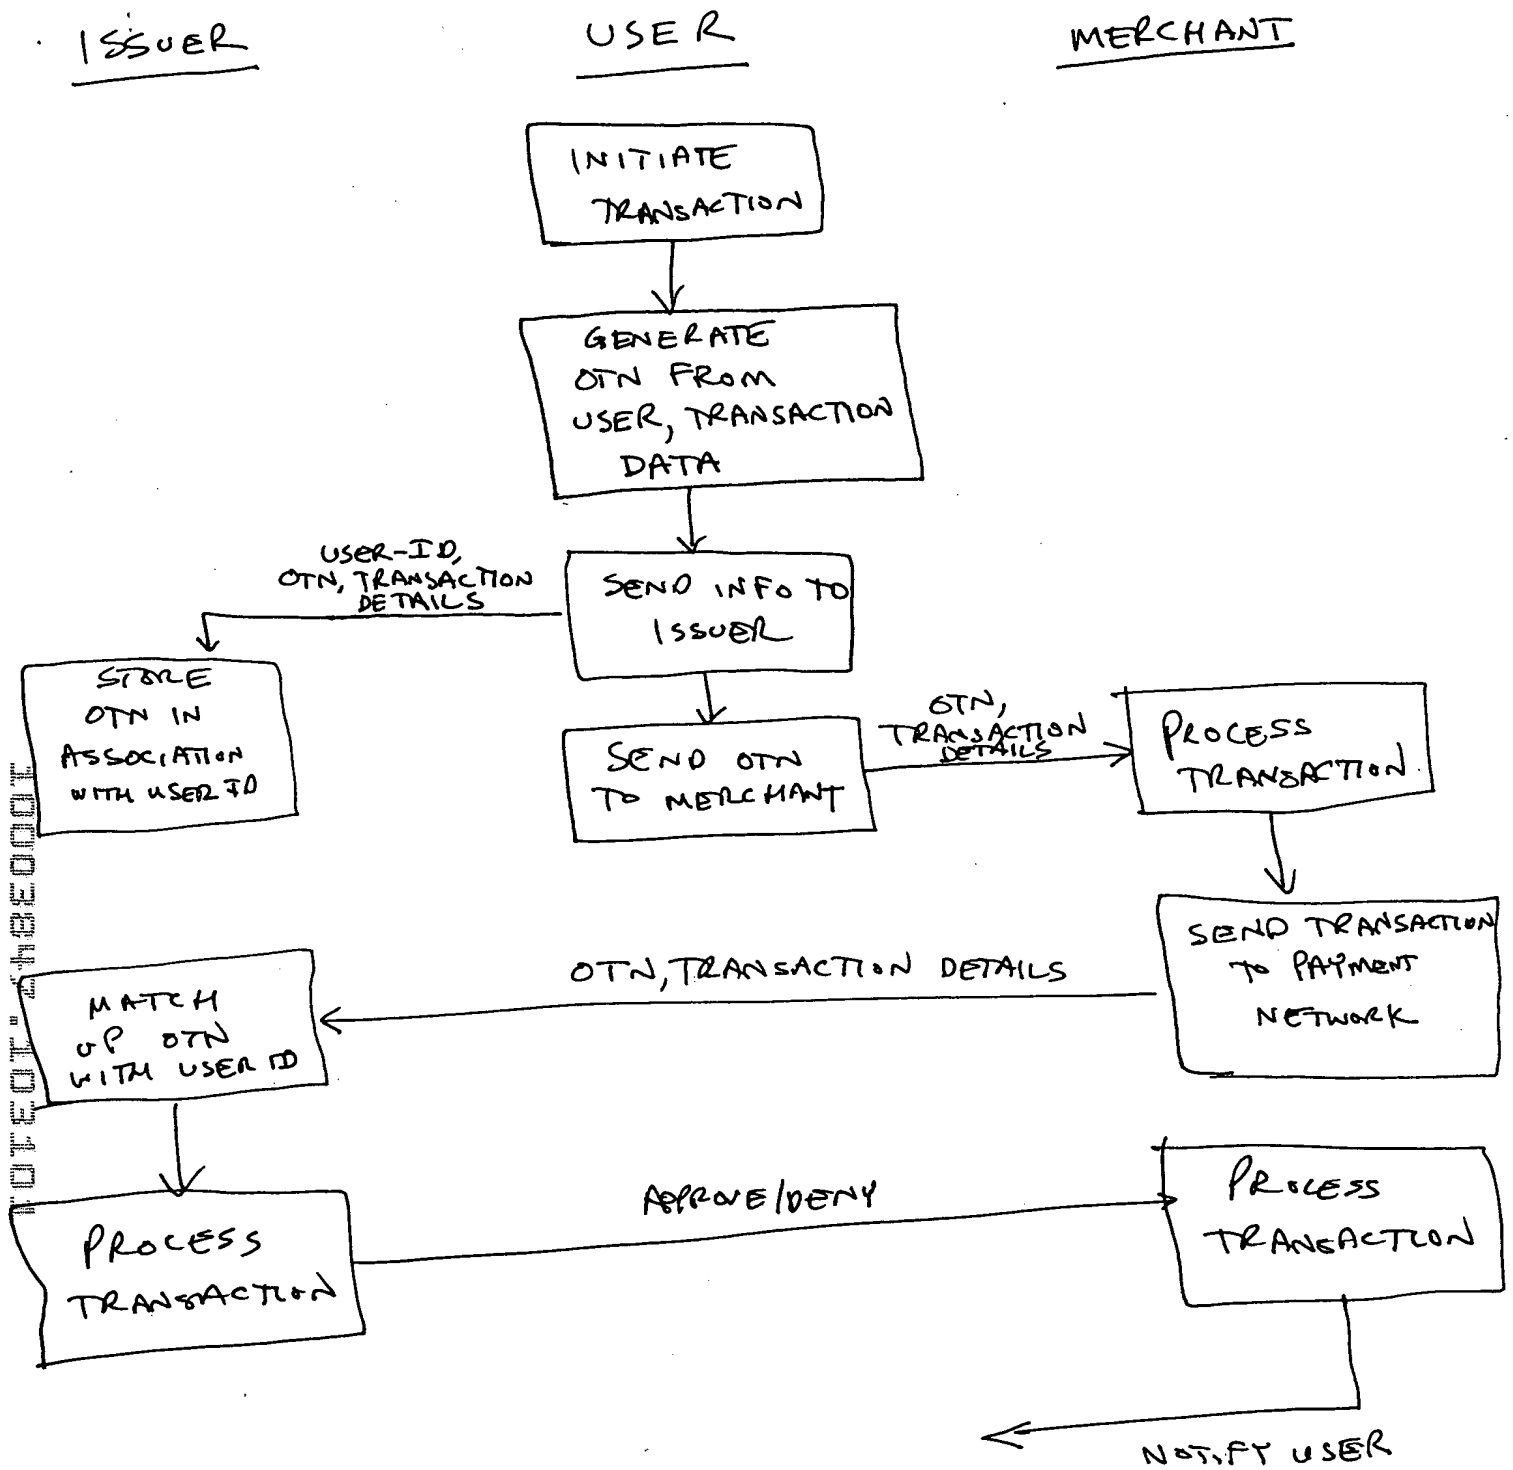 ISSUER
USER
MERCHANT
INITIATE
TRANSACTION
GENERATE
OTN FROM
USER, TRANSACTION
DATA
USER-ID,
OTN, TRANSACTION
DETAILS
SEND INFO TO
ISSUER
STORE
OTN IN
ASSOCIATION
WITH USER ID
SEND OTN
TO MERCHANT
OTN,
TRANSACTION
DETAILS
PROCESS
TRANSACTION
SEND TRANSACTION
TO PAYMENT
NETWORK
OTN, TRANSACTION DETAILS
MATCH
UP OTN
WITH USER ID
PROCESS
TRANSACTION
APPROVE/DENY
PROCESS
TRANSACTION
NOTIFY USER